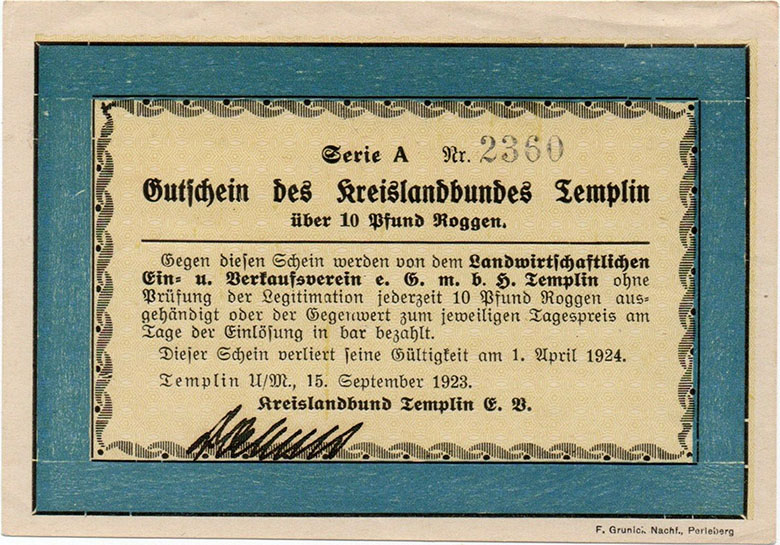 Serie A Nr. 2360
Gutschein des Kreislandbundes Templin
über 10 Pfund Roggen.
Gegen diesen Schein werden von dem Landwirtschaftlichen
Ein- u. Verkaufsverein e. G. m. b. H. Templin ohne
Prüfung der Legitimation jederzeit 10 Pfund Roggen aus-
gehändigt oder der Gegenwert zum jeweiligen Tagespreis am
Tage der Einlösung in bar bezahlt.
Dieser Schein verliert seine Gültigkeit am 1. April 1924.
Templin U/M., 15. September 1923.
Kreislandbund Templin E. V.
F. Grunick Nachf., Perleberg